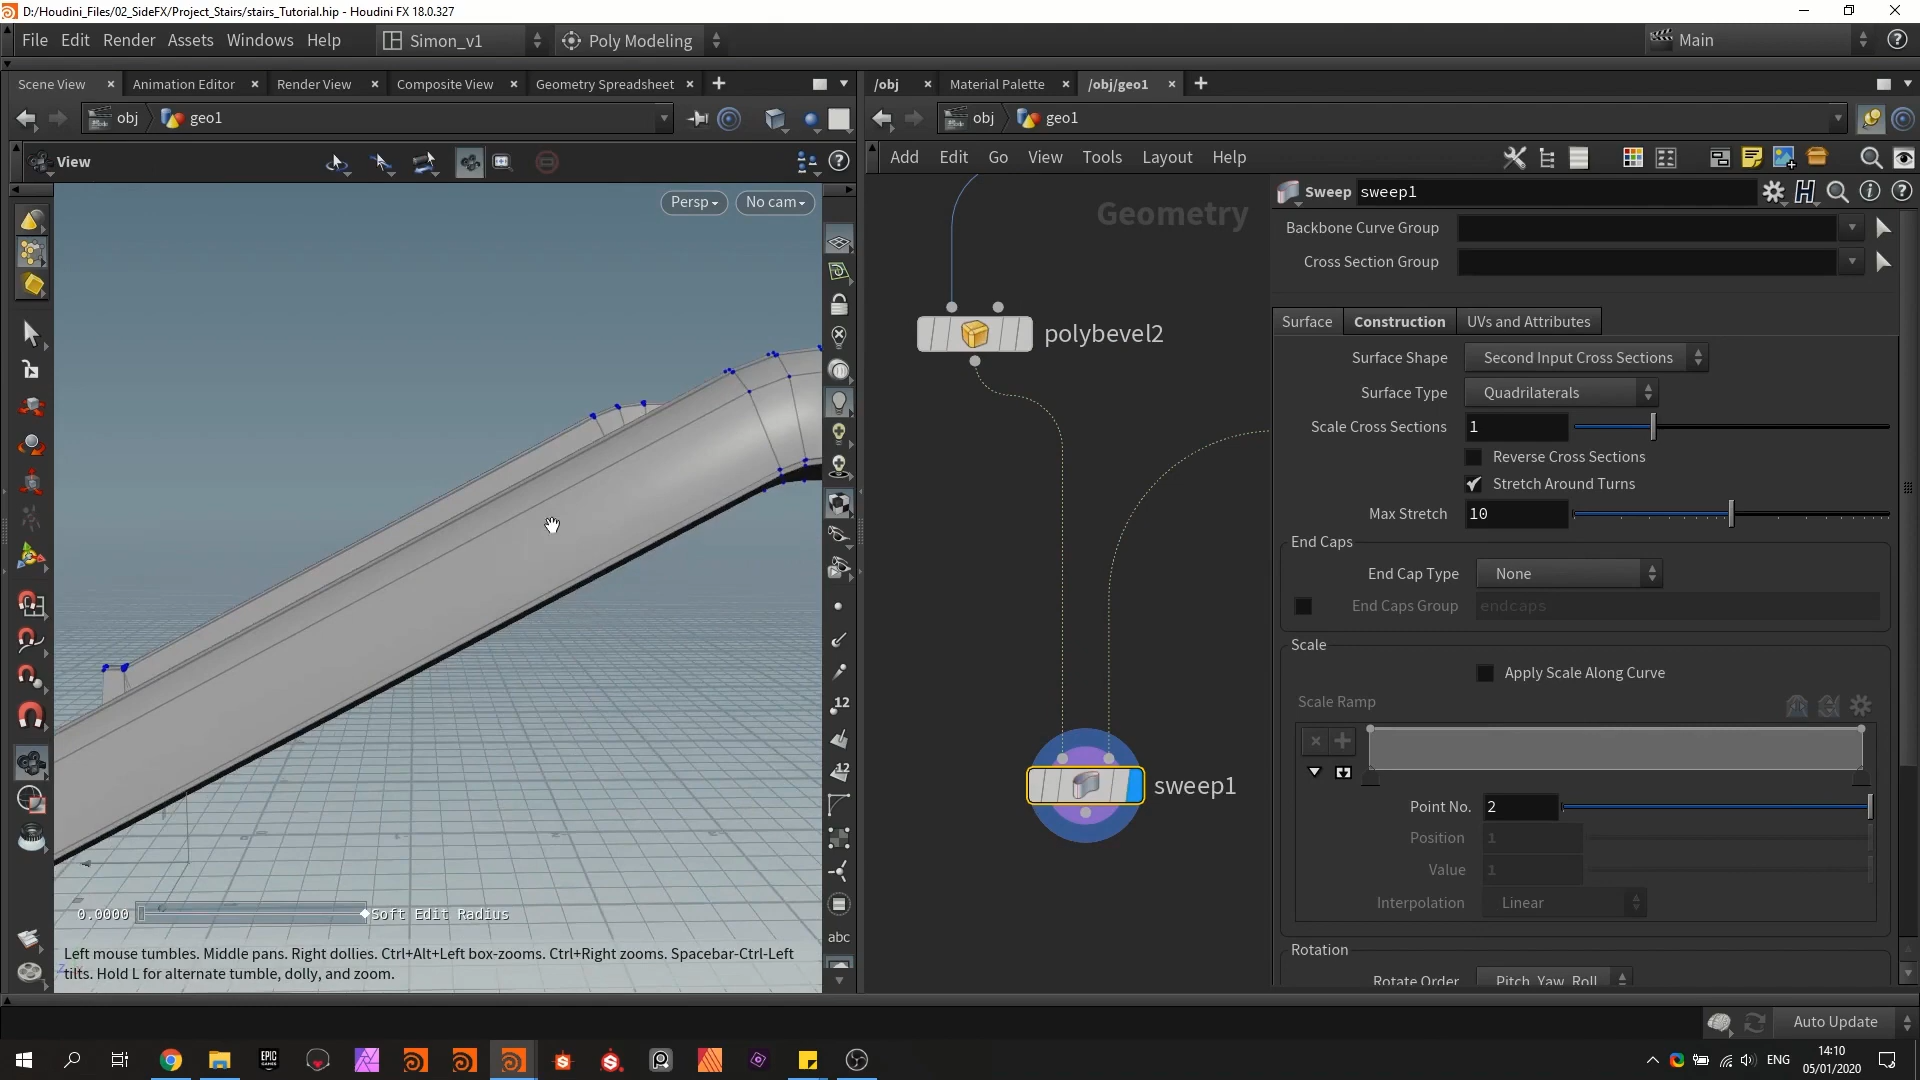 D:/Houdini_Files/02_SideFX/Project_Stairs/stairs_Tutorial.hip - Houdini FX 18.0.327
File Edit Render Assets Windows Help
Simon_v1
Poly Modeling
Main
Scene View
Animation Editor
Render View
Composite View
Geometry Spreadsheet
/obj
Material Palette
/obj/geo1
obj
geo1
obj
geo1
View
Add Edit Go View Tools Layout Help
Persp
No cam
Geometry
polybevel2
sweep1
Sweep sweep1
Backbone Curve Group
Cross Section Group
Surface
Construction
UVs and Attributes
Surface Shape Second Input Cross Sections
Surface Type Quadrilaterals
Scale Cross Sections 1
Reverse Cross Sections
Stretch Around Turns
Max Stretch 10
End Caps
End Cap Type None
End Caps Group endcaps
Scale
Apply Scale Along Curve
Scale Ramp
Point No. 2
Position 1
Value 1
Interpolation Linear
Rotation
Rotate Order Pitch Yaw Roll
12
12
abc
0.0000 Soft Edit Radius
Left mouse tumbles. Middle pans. Right dollies. Ctrl+Alt+Left box-zooms. Ctrl+Right zooms. Spacebar-Ctrl-Left
tilts. Hold L for alternate tumble, dolly, and zoom.
Auto Update
EPIC
GAMES
ENG
14:10
05/01/2020